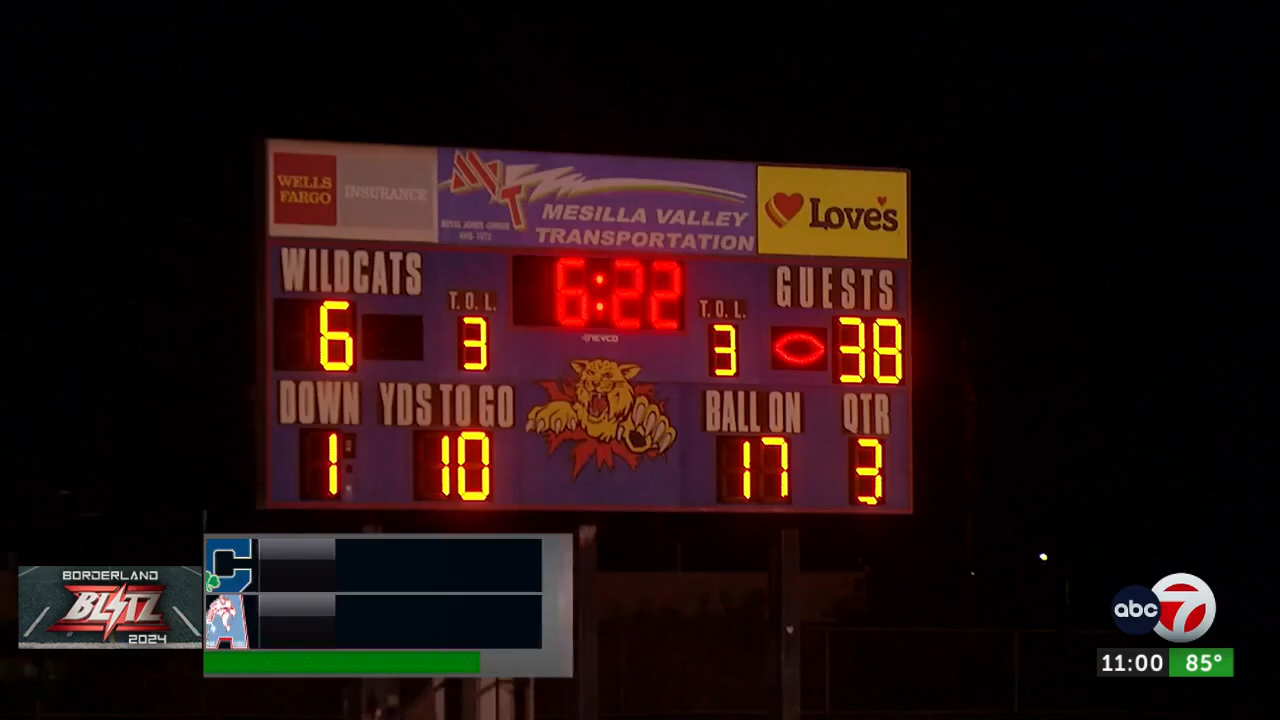 WELLS FARGO
INSURANCE
MESILLA VALLEY
TRANSPORTATION
Love's
WILDCATS
6
T.O.L.
3
6:22
NEVCO
T.O.L.
3
GUESTS
38
DOWN
1
YDS TO GO
10
BALL ON
17
QTR
3
C
A
BORDERLAND
BLITZ
2024
abc 7
11:00 85°